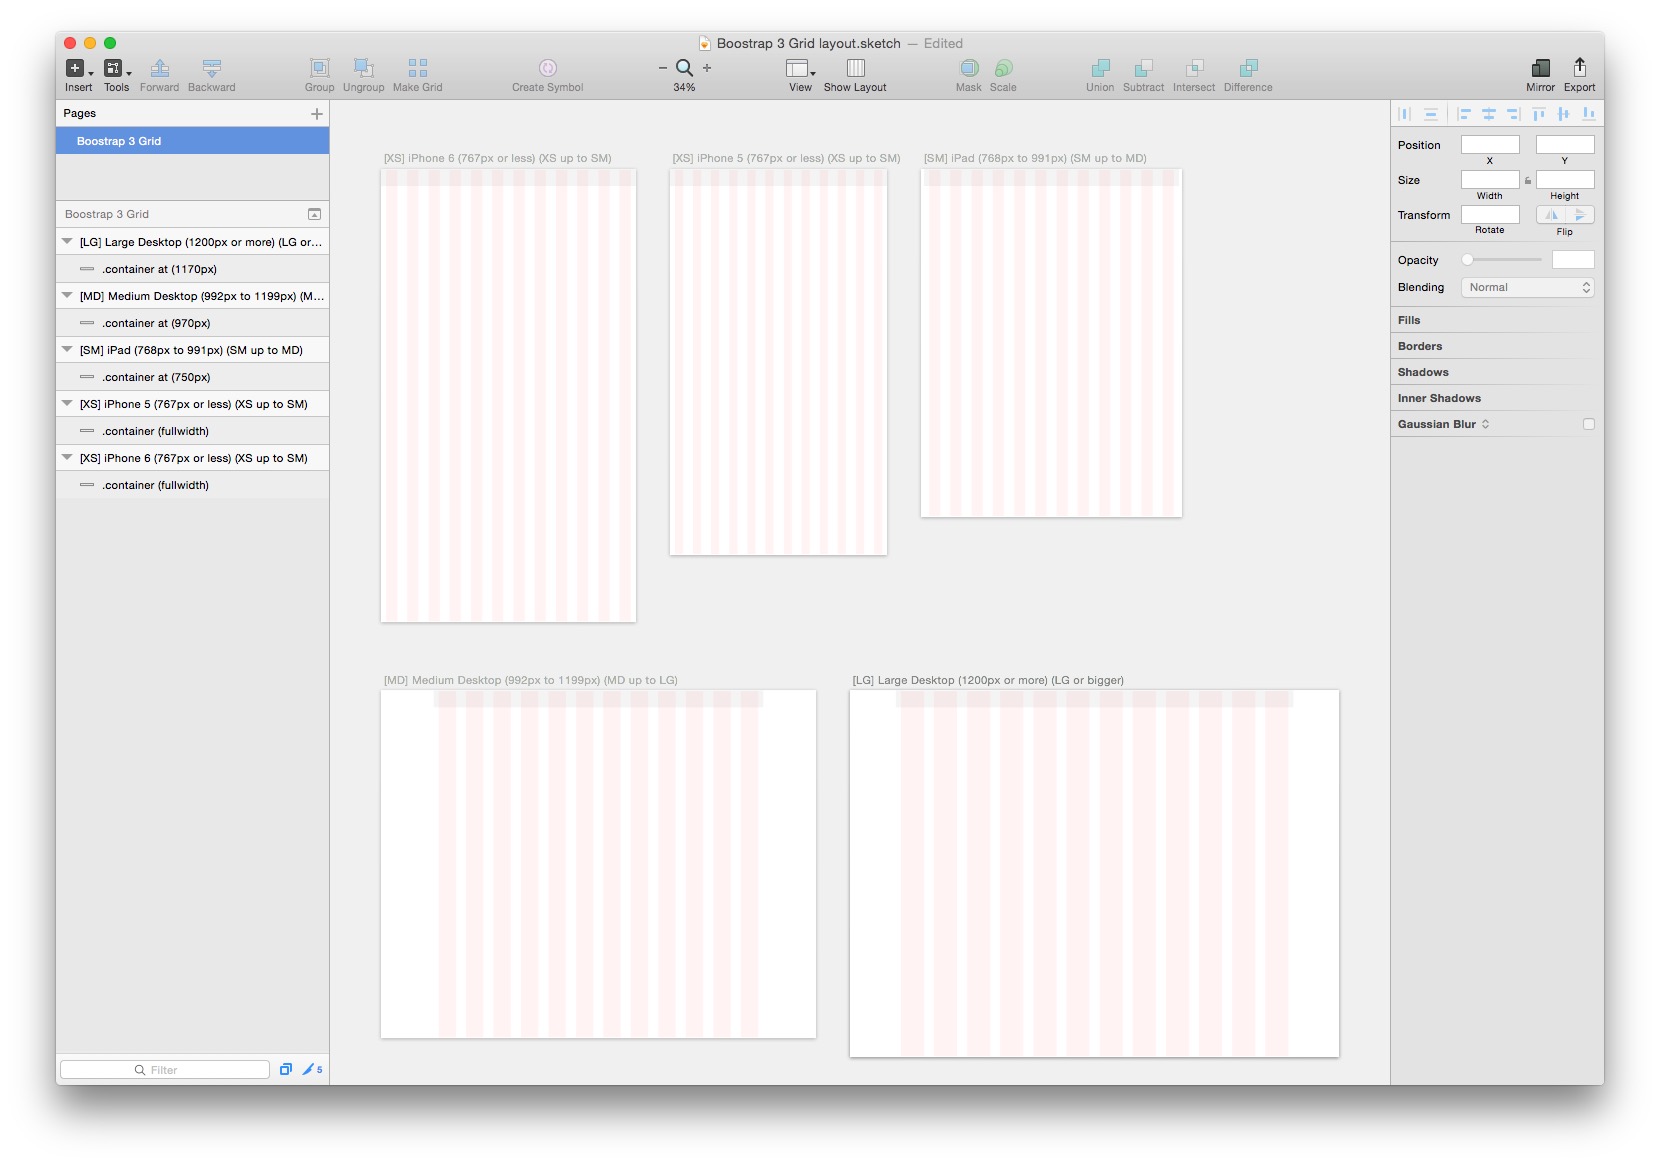 Boostrap 3 Grid layout.sketch — Edited
Insert Tools Forward Backward Group Ungroup Make Grid Create Symbol 34% View Show Layout Mask Scale Union Subtract Intersect Difference Mirror Export
Pages
Boostrap 3 Grid
Boostrap 3 Grid
[LG] Large Desktop (1200px or more) (LG or...
.container at (1170px)
[MD] Medium Desktop (992px to 1199px) (M...
.container at (970px)
[SM] iPad (768px to 991px) (SM up to MD)
.container at (750px)
[XS] iPhone 5 (767px or less) (XS up to SM)
.container (fullwidth)
[XS] iPhone 6 (767px or less) (XS up to SM)
.container (fullwidth)
Filter
5
[XS] iPhone 6 (767px or less) (XS up to SM)
[XS] iPhone 5 (767px or less) (XS up to SM)
[SM] iPad (768px to 991px) (SM up to MD)
[MD] Medium Desktop (992px to 1199px) (MD up to LG)
[LG] Large Desktop (1200px or more) (LG or bigger)
Position
X Y
Size
Width Height
Transform
Rotate Flip
Opacity
Blending Normal
Fills
Borders
Shadows
Inner Shadows
Gaussian Blur